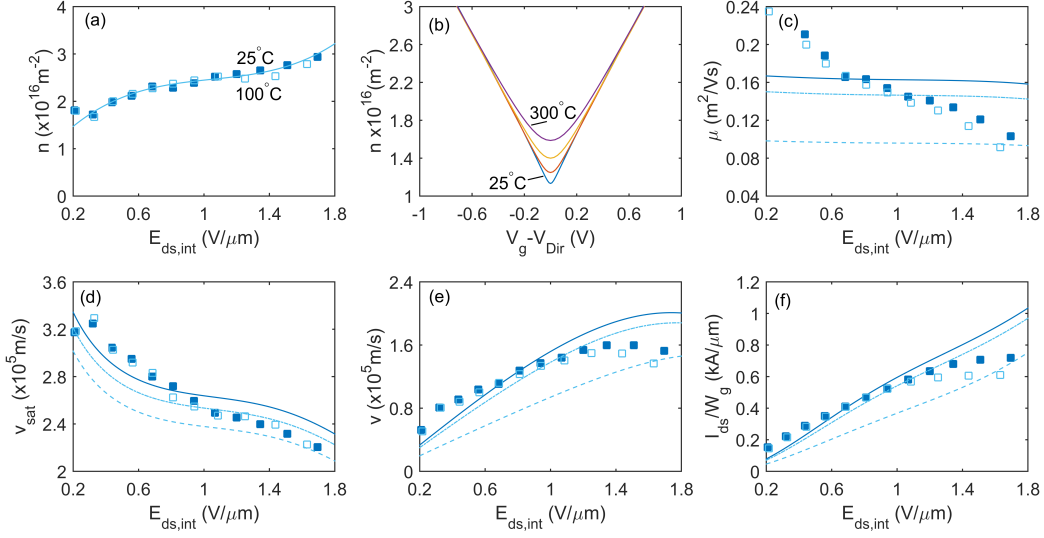 (a)
4
3
2
1
0
n (x10^16 m^-2)
25°C
100°C
0.2 0.6 1 1.4 1.8
E_ds,int (V/μm)
(b)
3
2.6
2.2
1.8
1.4
1
n x10^16 (m^-2)
300°C
25°C
-1 -0.6 -0.2 0.2 0.6 1
V_g-V_Dir (V)
(c)
0.24
0.2
0.16
0.12
0.08
0.04
μ (m^2/Vs)
0.2 0.6 1 1.4 1.8
E_ds,int (V/μm)
(d)
3.6
3.2
2.8
2.4
2
v_sat (x10^5 m/s)
0.2 0.6 1 1.4 1.8
E_ds,int (V/μm)
(e)
2.4
1.6
0.8
0
v (x10^5 m/s)
0.2 0.6 1 1.4 1.8
E_ds,int (V/μm)
(f)
1.2
1
0.8
0.6
0.4
0.2
0
I_ds/W_g (kA/μm)
0.2 0.6 1 1.4 1.8
E_ds,int (V/μm)